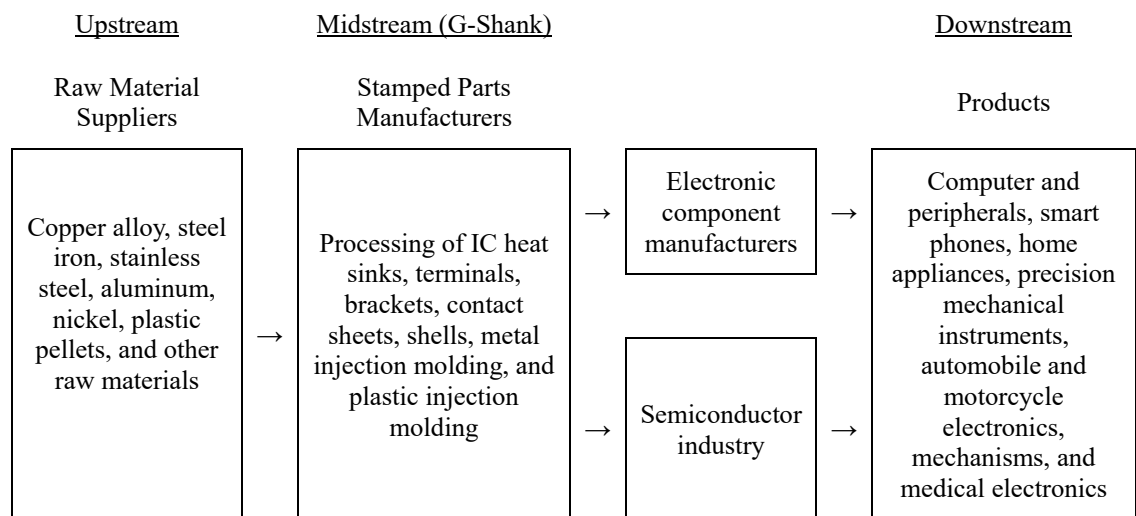 Upstream
Midstream (G-Shank)
Downstream
Raw Material
Suppliers
Stamped Parts
Manufacturers
Products
Copper alloy, steel
iron, stainless
steel, aluminum,
nickel, plastic
pellets, and other
raw materials
→
Processing of IC heat
sinks, terminals,
brackets, contact
sheets, shells, metal
injection molding, and
plastic injection
molding
→
Electronic
component
manufacturers
→
→
Semiconductor
industry
→
Computer and
peripherals, smart
phones, home
appliances, precision
mechanical
instruments,
automobile and
motorcycle
electronics,
mechanisms, and
medical electronics